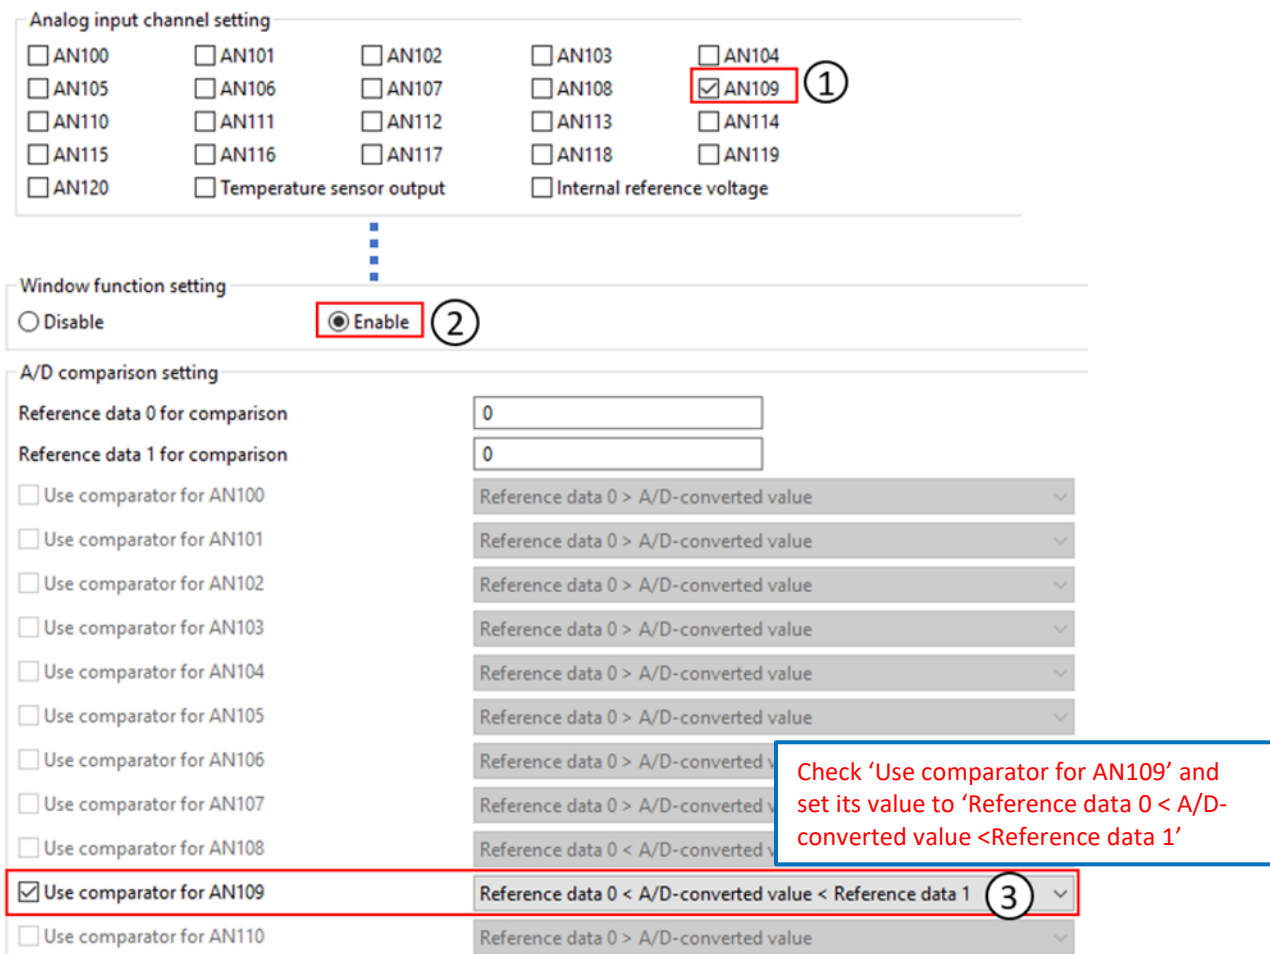 Analog input channel setting
AN100 AN101 AN102 AN103 AN104
AN105 AN106 AN107 AN108 AN109 1
AN110 AN111 AN112 AN113 AN114
AN115 AN116 AN117 AN118 AN119
AN120 Temperature sensor output Internal reference voltage
Window function setting
Disable Enable 2
A/D comparison setting
Reference data 0 for comparison 0
Reference data 1 for comparison 0
Use comparator for AN100 Reference data 0 > A/D-converted value
Use comparator for AN101 Reference data 0 > A/D-converted value
Use comparator for AN102 Reference data 0 > A/D-converted value
Use comparator for AN103 Reference data 0 > A/D-converted value
Use comparator for AN104 Reference data 0 > A/D-converted value
Use comparator for AN105 Reference data 0 > A/D-converted value
Use comparator for AN106 Reference data 0 > A/D-converted
Use comparator for AN107 Reference data 0 > A/D-converted
Use comparator for AN108 Reference data 0 < A/D-converted
Check ‘Use comparator for AN109’ and
set its value to ‘Reference data 0 < A/D-
converted value <Reference data 1’
Use comparator for AN109 Reference data 0 < A/D-converted value < Reference data 1 3
Use comparator for AN110 Reference data 0 > A/D-converted value